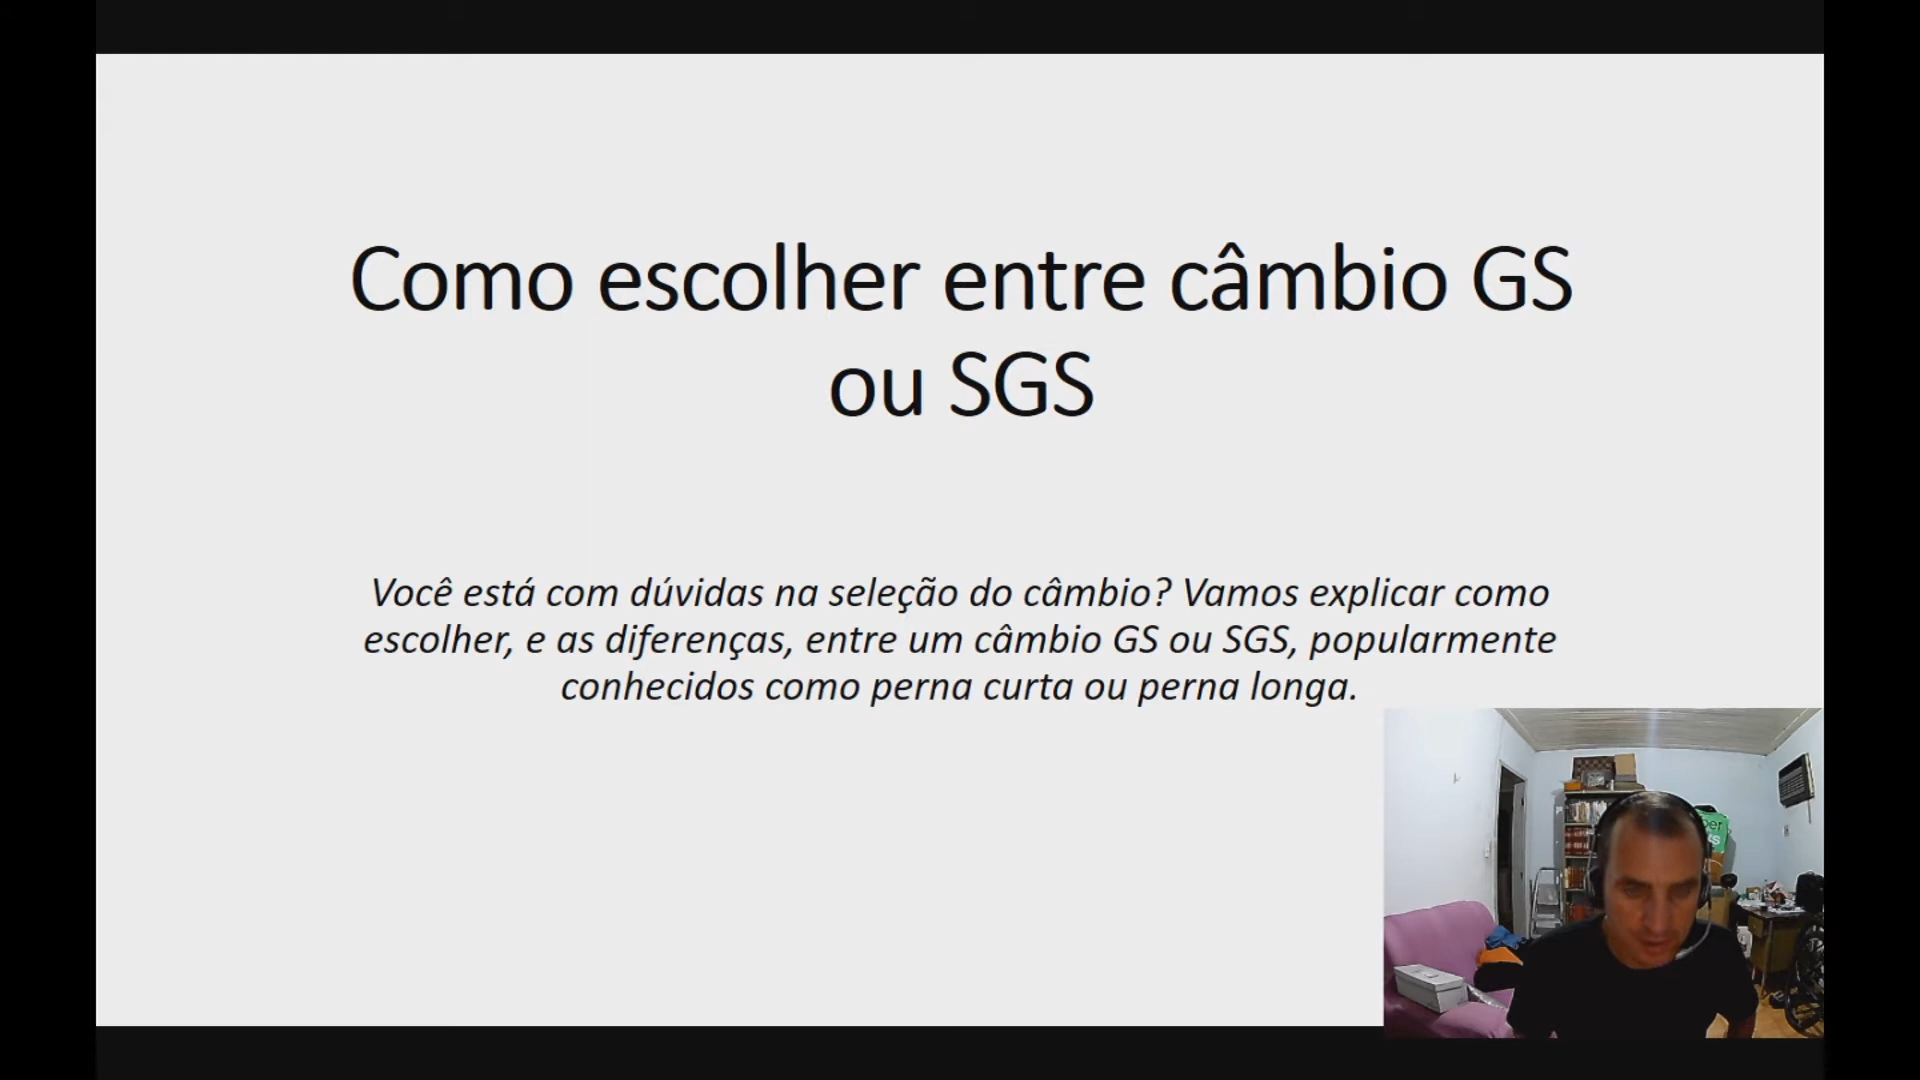 Como escolher entre câmbio GS
ou SGS
Você está com dúvidas na seleção do câmbio? Vamos explicar como
escolher, e as diferenças, entre um câmbio GS ou SGS, popularmente
conhecidos como perna curta ou perna longa.